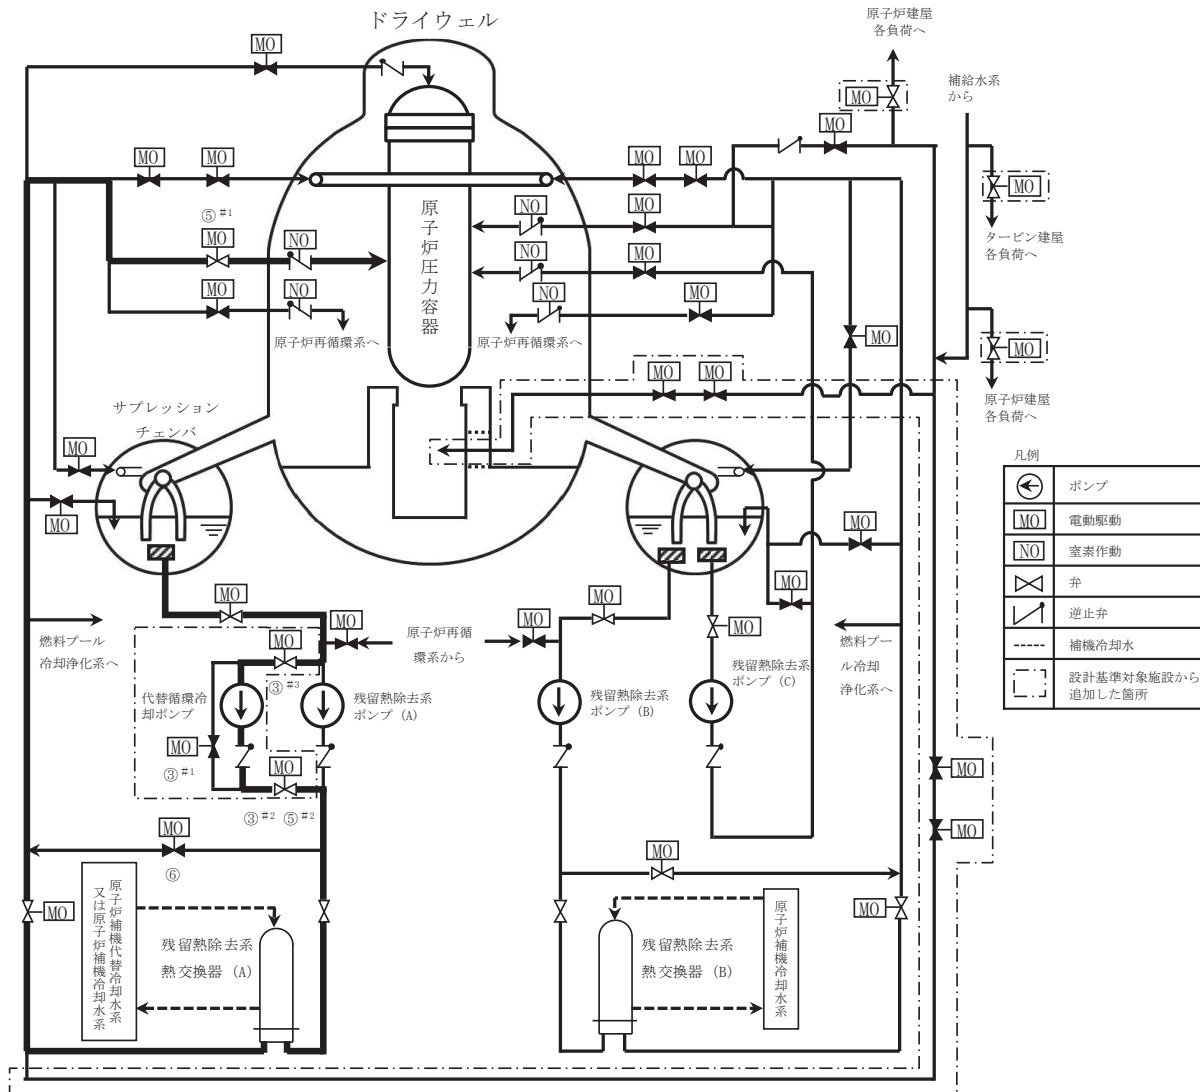 ドライウェル
原子炉建屋
各負荷へ
補給水系
から
MO
MO
MO
MO
MO
MO
MO
MO
タービン建屋
各負荷へ
⑤#1
MO
NO
NO
MO
NO
MO
MO
NO
NO
MO
原子炉再循環系へ
原子炉再循環系へ
原子炉圧力容器
MO
MO
原子炉建屋
各負荷へ
MO
MO
サプレッション
チェンバ
MO
MO
MO
MO
MO
MO
MO
MO
MO
MO
MO
燃料プール
冷却浄化系へ
原子炉再循
環系から
燃料プー
ル冷却
浄化系へ
③#3
代替循環冷
却ポンプ
残留熱除去系
ポンプ(A)
残留熱除去系
ポンプ(B)
残留熱除去系
ポンプ(C)
MO
③#1
MO
③#2 ⑤#2
MO
MO
MO
⑥
MO
MO
MO
原子炉補機代替冷却水系
又は原子炉補機冷却水系
残留熱除去系
熱交換器(A)
残留熱除去系
熱交換器(B)
原子炉補機冷却水系
凡例
ポンプ
MO 電動駆動
NO 窒素作動
弁
逆止弁
補機冷却水
設計基準対象施設から
追加した箇所